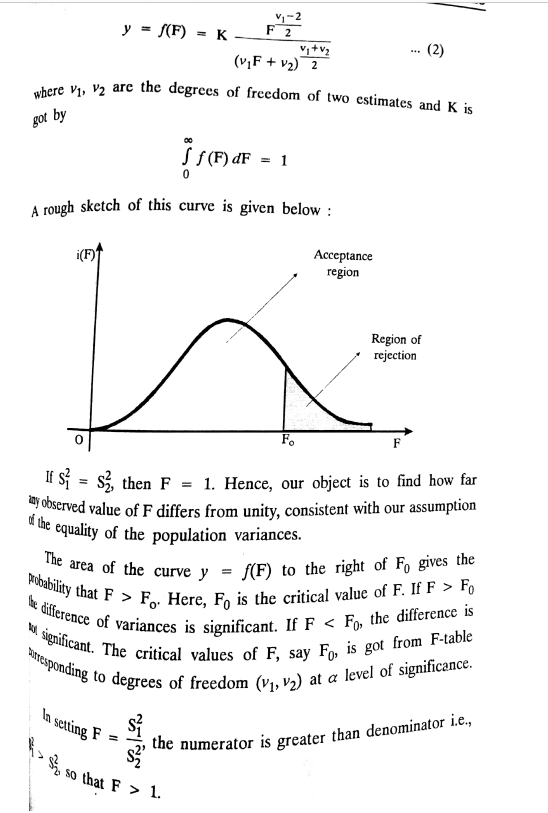 y = f(F) = K F^((ν₁−2)/2) / (ν₁F + ν₂)^((ν₁+ν₂)/2) ... (2)
where ν₁, ν₂ are the degrees of freedom of two estimates and K is
got by
∫₀^∞ f(F) dF = 1
A rough sketch of this curve is given below :
i(F)
Acceptance
region
Region of
rejection
0
F₀
F
If S₁² = S₂², then F = 1. Hence, our object is to find how far
any observed value of F differs from unity, consistent with our assumption
of the equality of the population variances.
The area of the curve y = f(F) to the right of F₀ gives the
probability that F > F₀. Here, F₀ is the critical value of F. If F > F₀
the difference of variances is significant. If F < F₀, the difference is
not significant. The critical values of F, say F₀, is got from F-table
corresponding to degrees of freedom (ν₁, ν₂) at α level of significance.
In setting F = S₁²/S₂², the numerator is greater than denominator i.e.,
> S₂², so that F > 1.